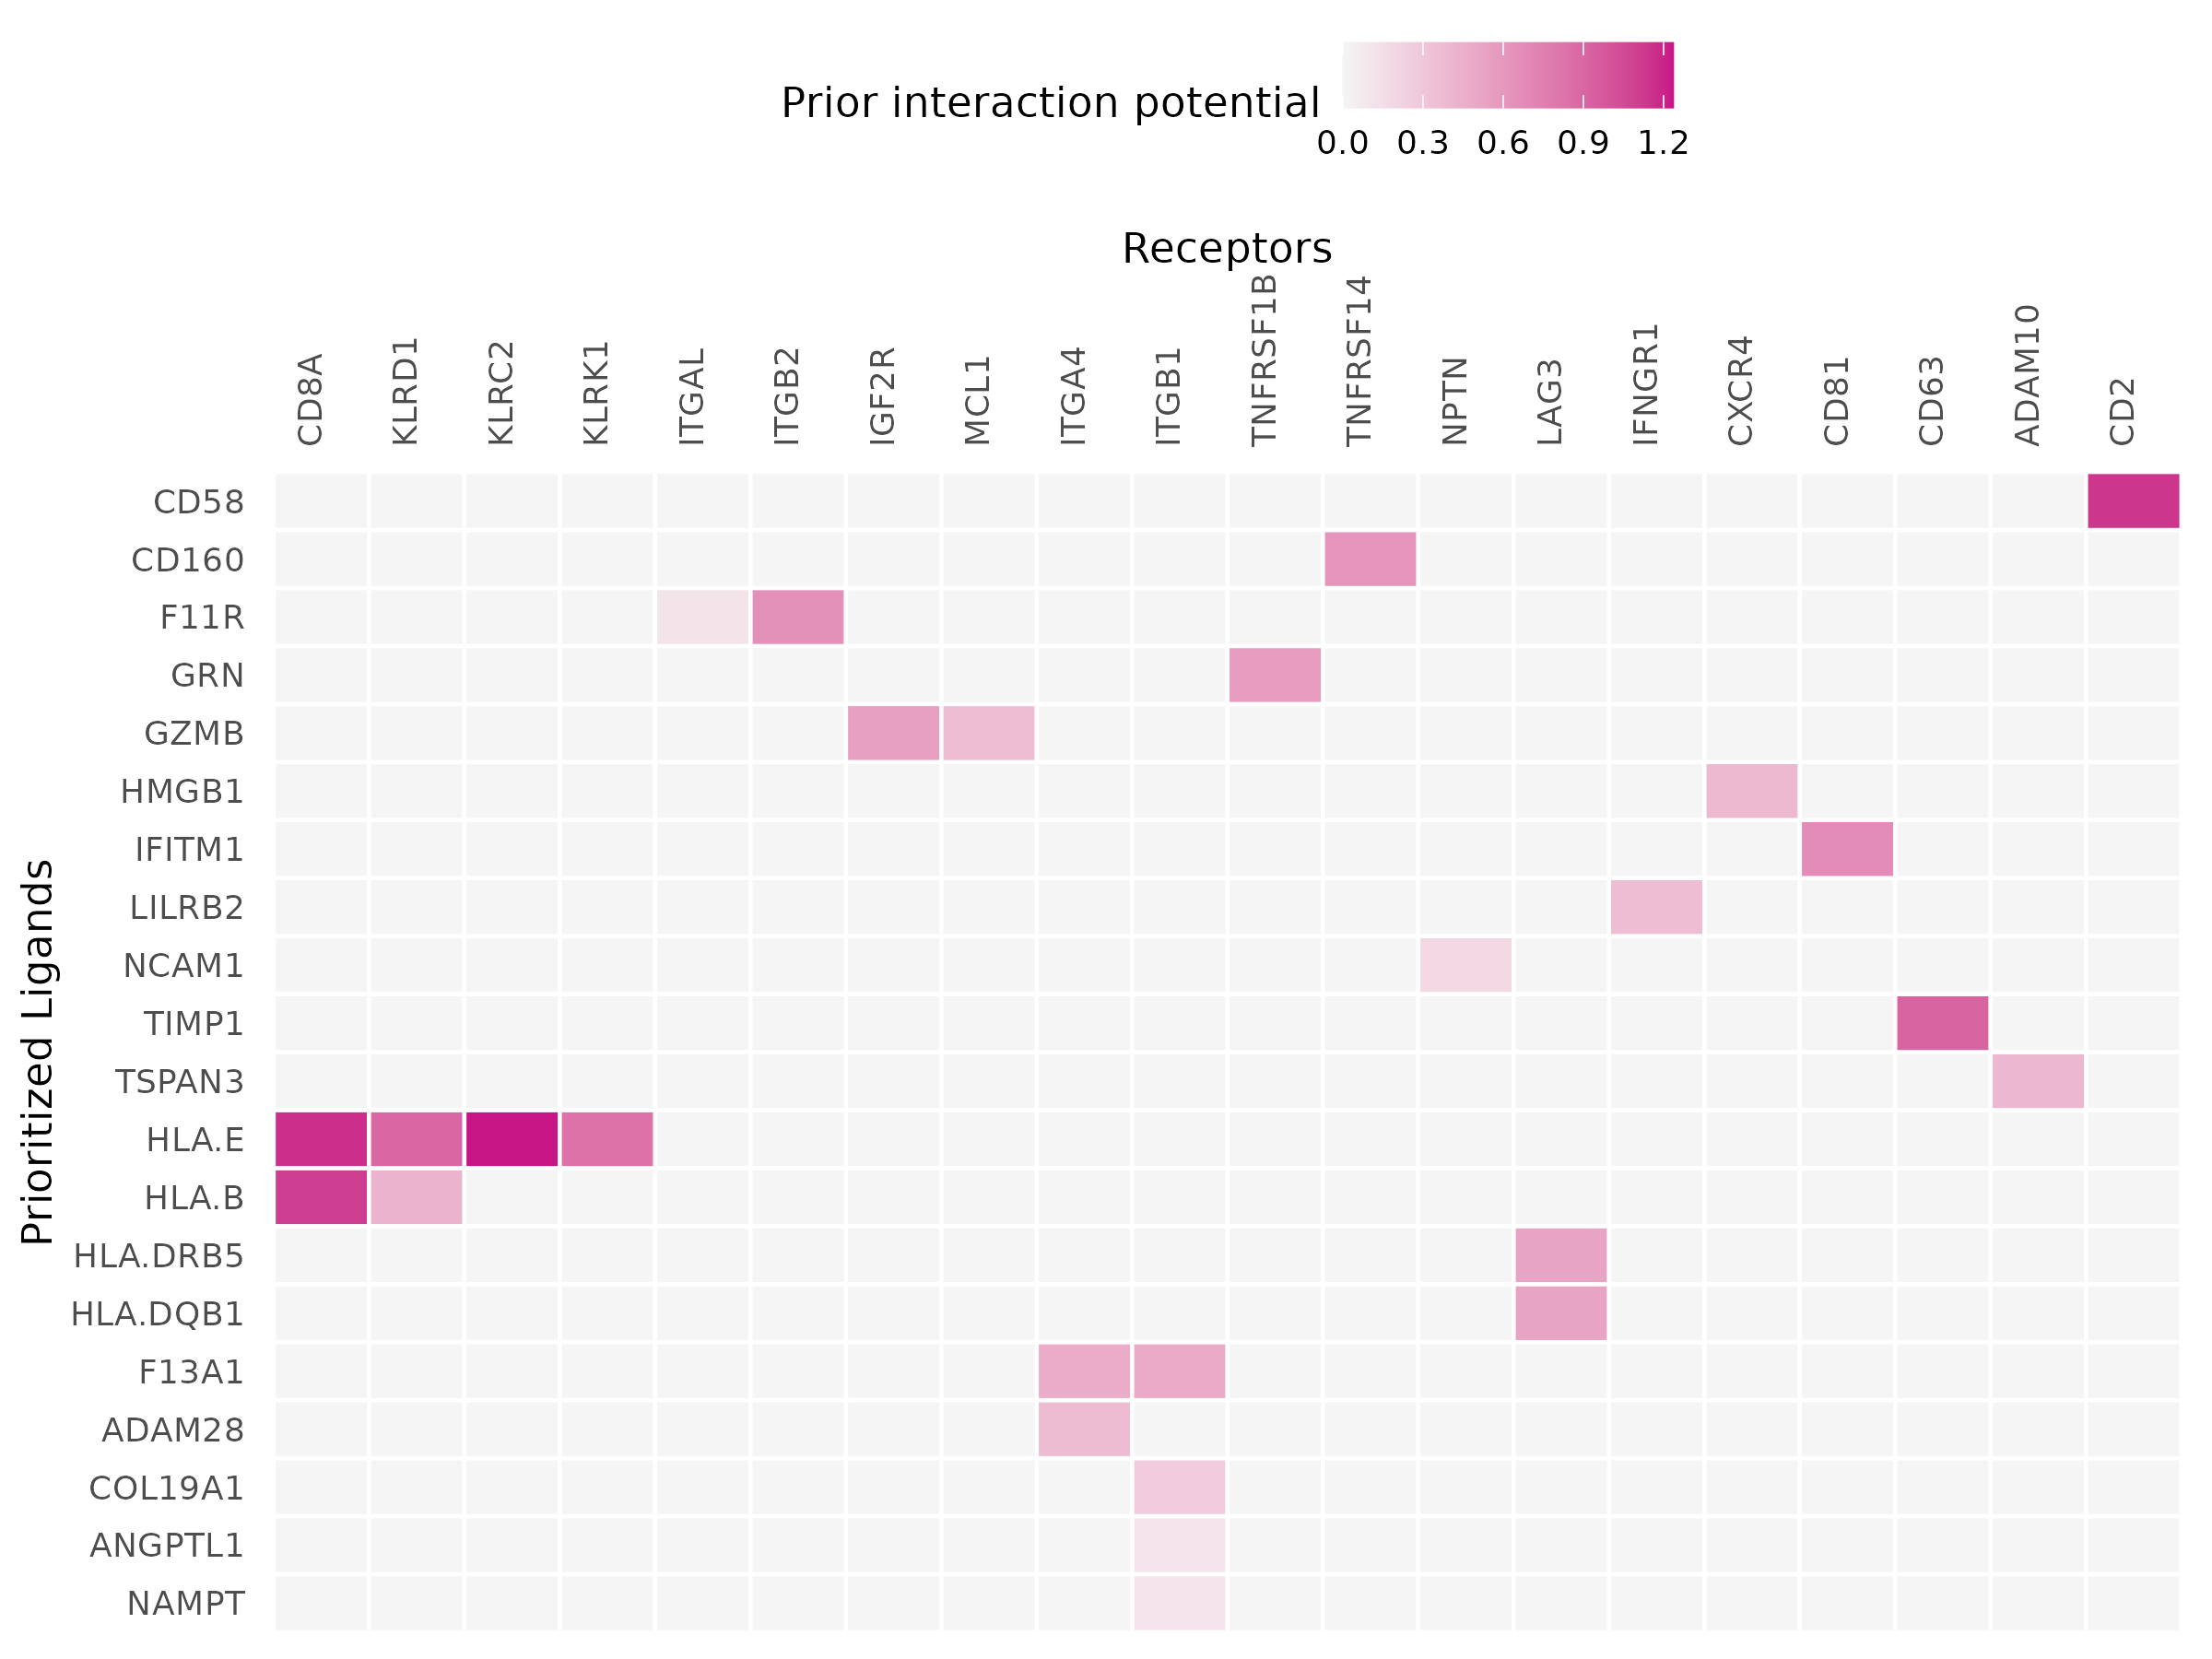 Prior interaction potential
0.0 0.3 0.6 0.9 1.2
Receptors
CD8A KLRD1 KLRC2 KLRK1 ITGAL ITGB2 IGF2R MCL1 ITGA4 ITGB1 TNFRSF1B TNFRSF14 NPTN LAG3 IFNGR1 CXCR4 CD81 CD63 ADAM10 CD2
Prioritized Ligands
CD58
CD160
F11R
GRN
GZMB
HMGB1
IFITM1
LILRB2
NCAM1
TIMP1
TSPAN3
HLA.E
HLA.B
HLA.DRB5
HLA.DQB1
F13A1
ADAM28
COL19A1
ANGPTL1
NAMPT